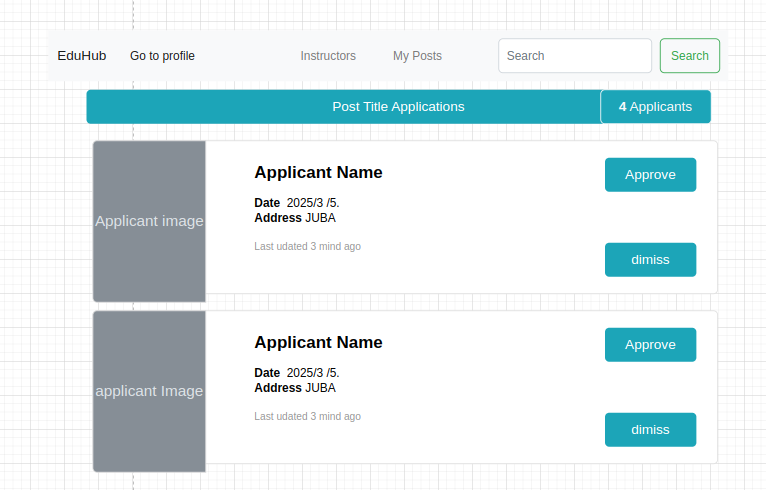 EduHub Go to profile Instructors My Posts Search Search
Post Title Applications 4 Applicants
Applicant image
Applicant Name
Date 2025/3 /5.
Address JUBA
Last udated 3 mind ago
Approve
dimiss
applicant Image
Applicant Name
Date 2025/3 /5.
Address JUBA
Last udated 3 mind ago
Approve
dimiss